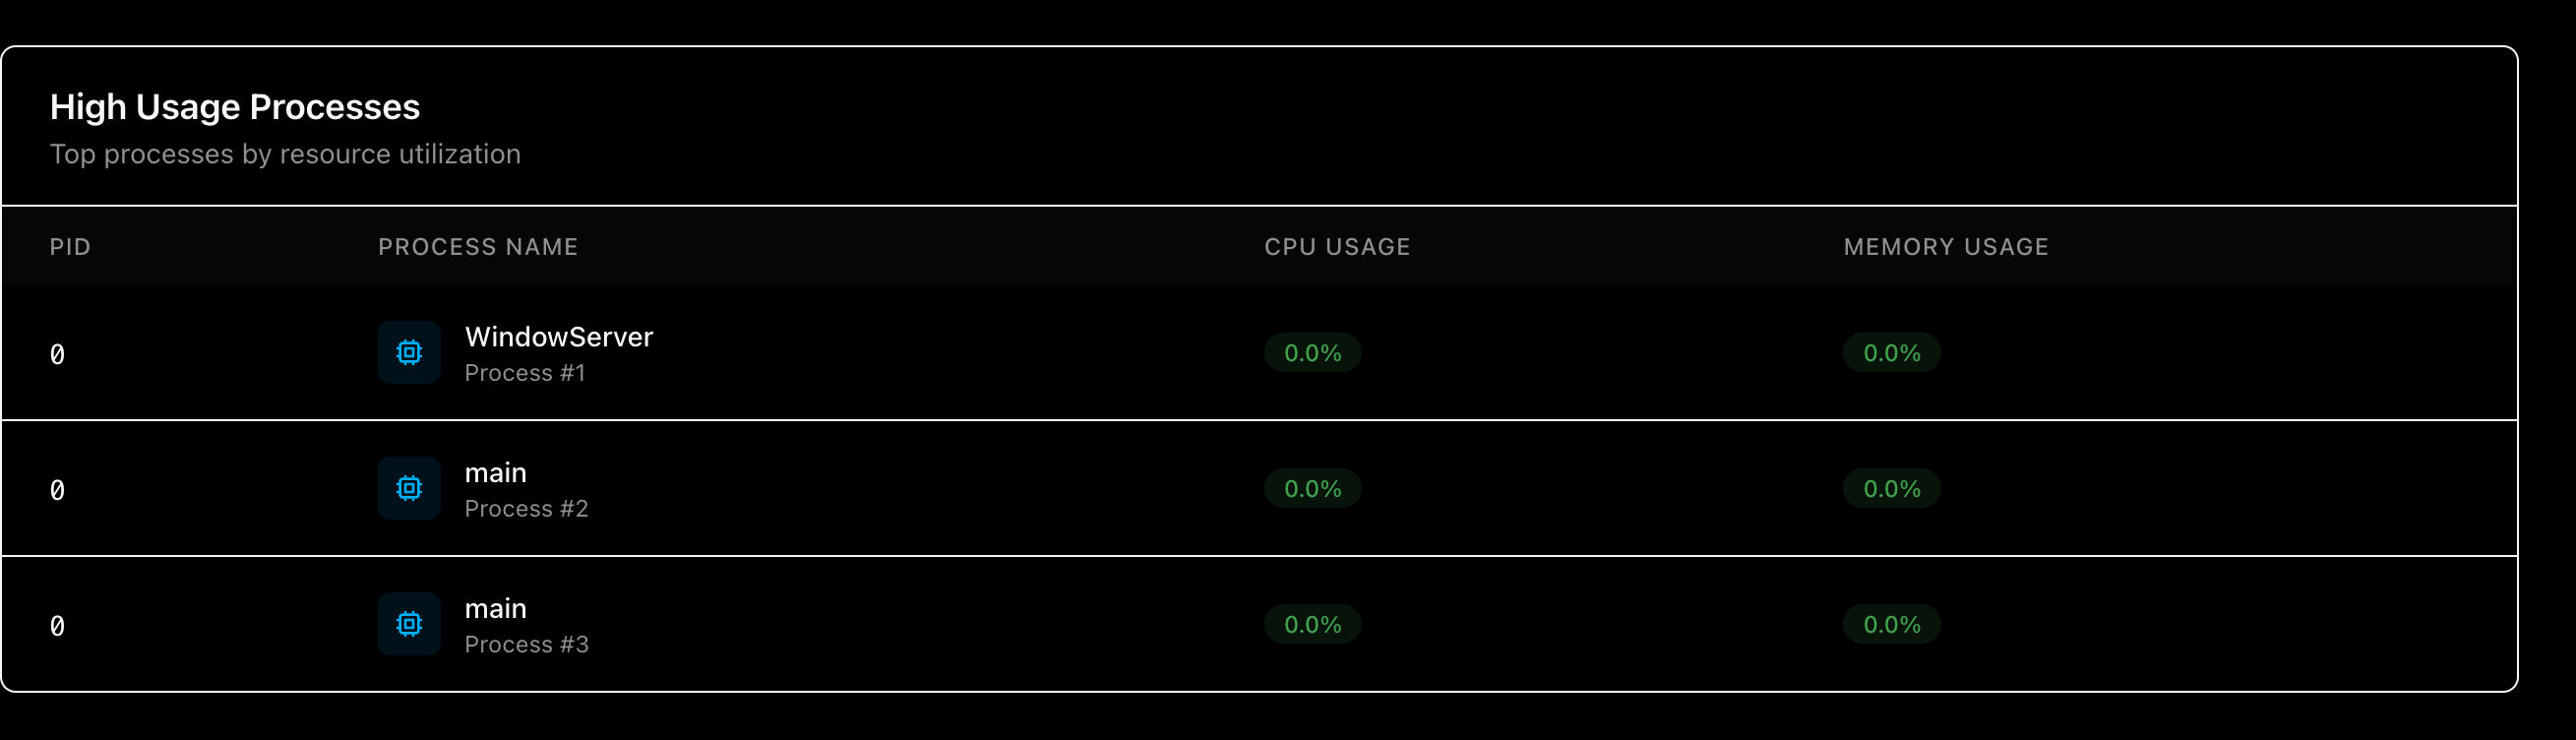 High Usage Processes
Top processes by resource utilization
PID PROCESS NAME CPU USAGE MEMORY USAGE
0 WindowServer 0.0% 0.0%
Process #1
0 main 0.0% 0.0%
Process #2
0 main 0.0% 0.0%
Process #3